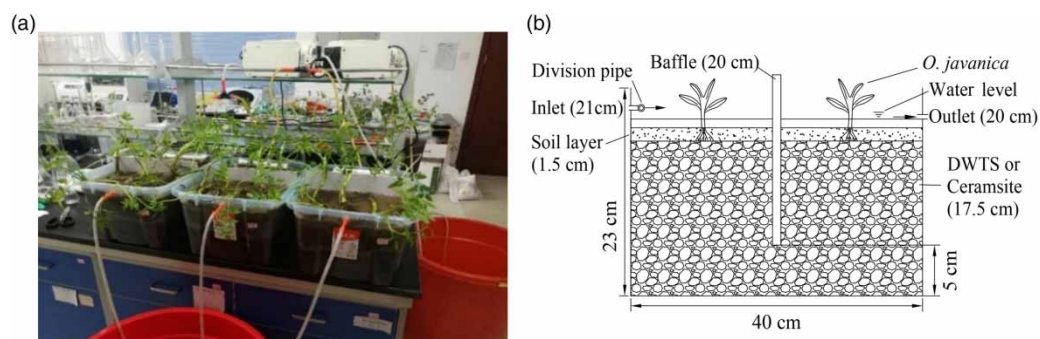 (a)
(b)
Division pipe
Baffle (20 cm)
O. javanica
Water level
Inlet (21cm)
Outlet (20 cm)
Soil layer
(1.5 cm)
DWTS or
Ceramsite
(17.5 cm)
23 cm
5 cm
40 cm